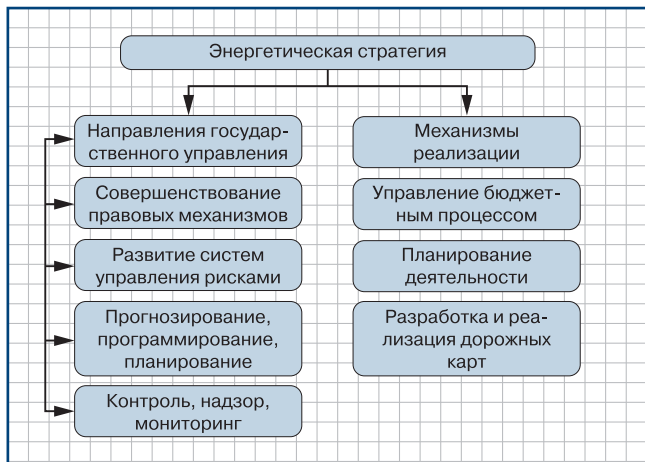 Энергетическая стратегия
Направления государ-
ственного управления
Совершенствование
правовых механизмов
Развитие систем
управления рисками
Прогнозирование,
программирование,
планирование
Контроль, надзор,
мониторинг
Механизмы
реализации
Управление бюджет-
ным процессом
Планирование
деятельности
Разработка и реа-
лизация дорожных
карт